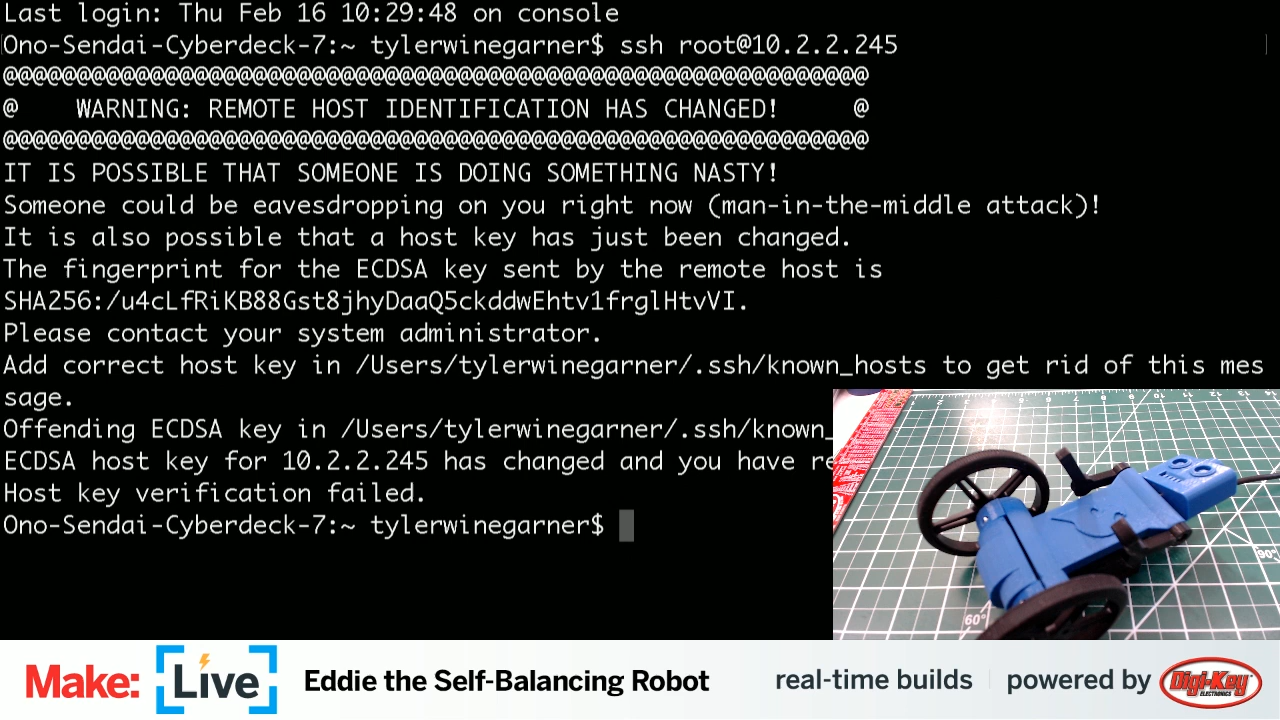 Last login: Thu Feb 16 10:29:48 on console
Ono-Sendai-Cyberdeck-7:~ tylerwinegarner$ ssh root@10.2.2.245
@@@@@@@@@@@@@@@@@@@@@@@@@@@@@@@@@@@@@@@@@@@@@@@@@@@@@@@@@@@
@    WARNING: REMOTE HOST IDENTIFICATION HAS CHANGED!     @
@@@@@@@@@@@@@@@@@@@@@@@@@@@@@@@@@@@@@@@@@@@@@@@@@@@@@@@@@@@
IT IS POSSIBLE THAT SOMEONE IS DOING SOMETHING NASTY!
Someone could be eavesdropping on you right now (man-in-the-middle attack)!
It is also possible that a host key has just been changed.
The fingerprint for the ECDSA key sent by the remote host is
SHA256:/u4cLfRiKB88Gst8jhyDaaQ5ckddwEhtv1frglHtvVI.
Please contact your system administrator.
Add correct host key in /Users/tylerwinegarner/.ssh/known_hosts to get rid of this mes
sage.
Offending ECDSA key in /Users/tylerwinegarner/.ssh/known_
ECDSA host key for 10.2.2.245 has changed and you have re
Host key verification failed.
Ono-Sendai-Cyberdeck-7:~ tylerwinegarner$
60°
Make: Live Eddie the Self-Balancing Robot real-time builds powered by Digi-Key ELECTRONICS